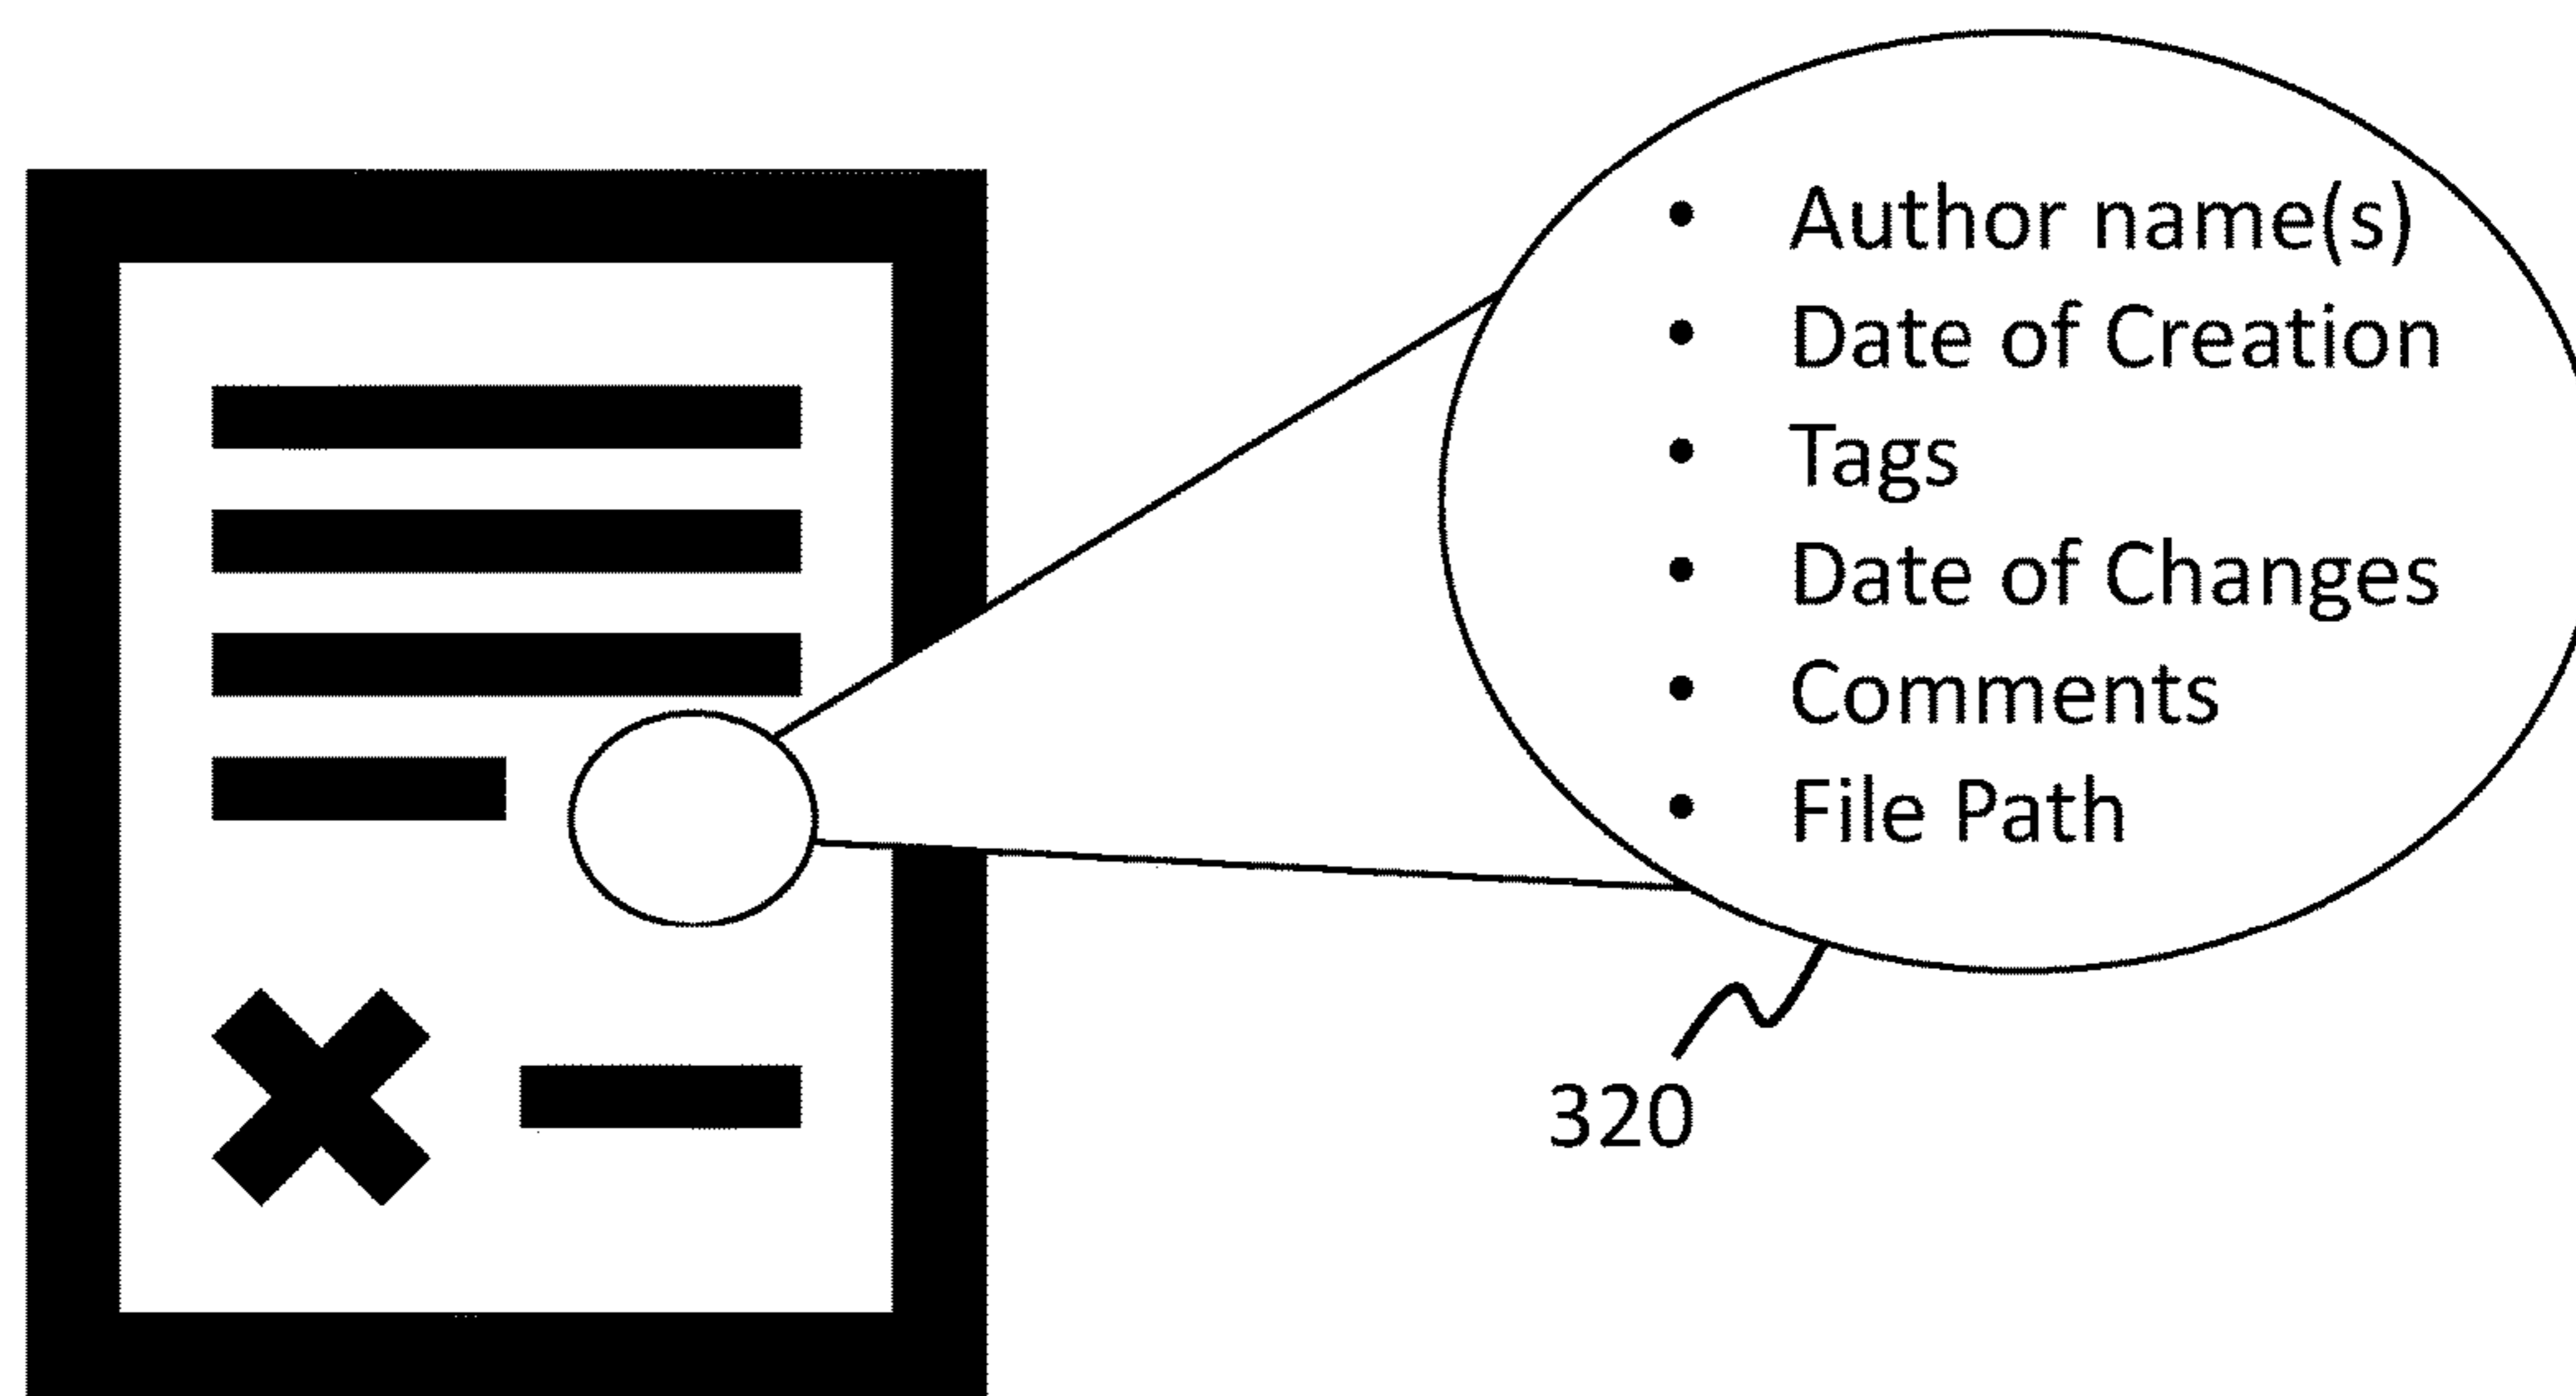 • Author name(s)
• Date of Creation
• Tags
• Date of Changes
• Comments
• File Path
320